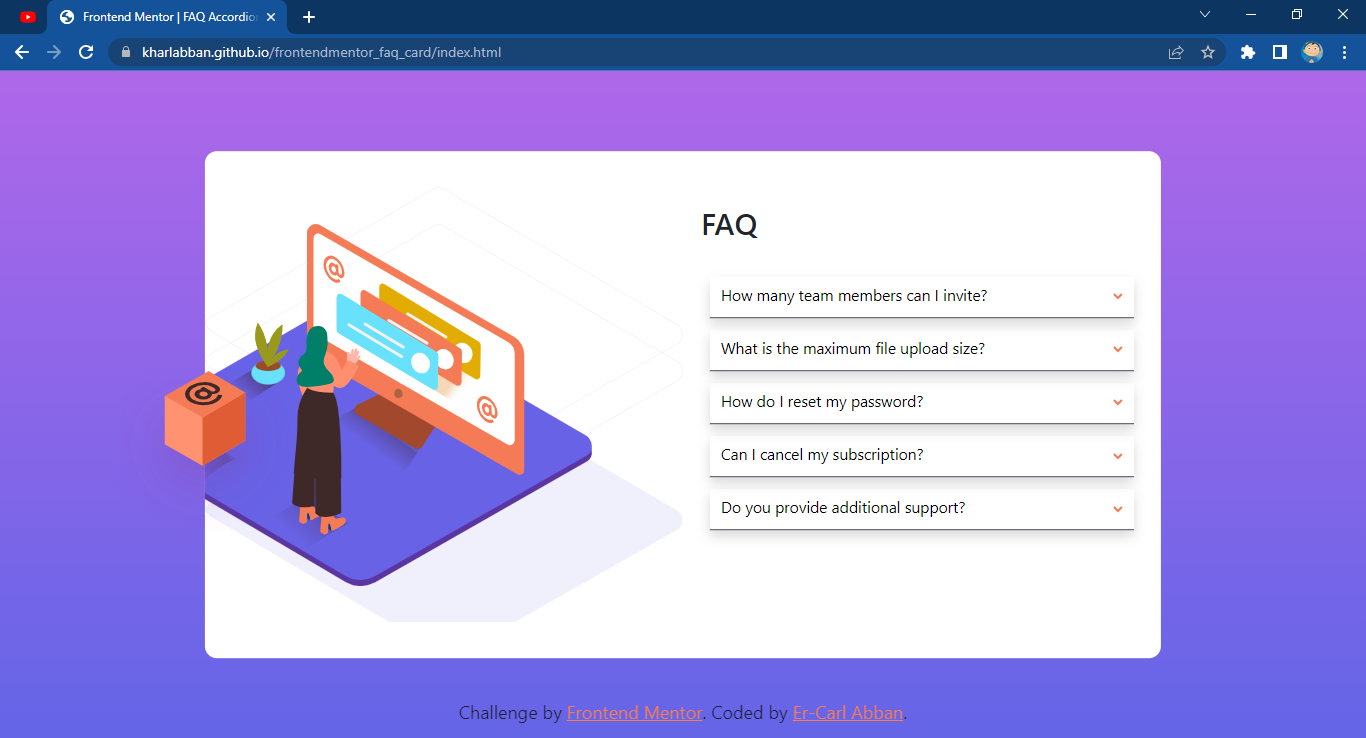 Frontend Mentor | FAQ Accordio
kharlabban.github.io/frontendmentor_faq_card/index.html
@
@
@
FAQ
How many team members can I invite?
What is the maximum file upload size?
How do I reset my password?
Can I cancel my subscription?
Do you provide additional support?
Challenge by Frontend Mentor. Coded by Er-Carl Abban.